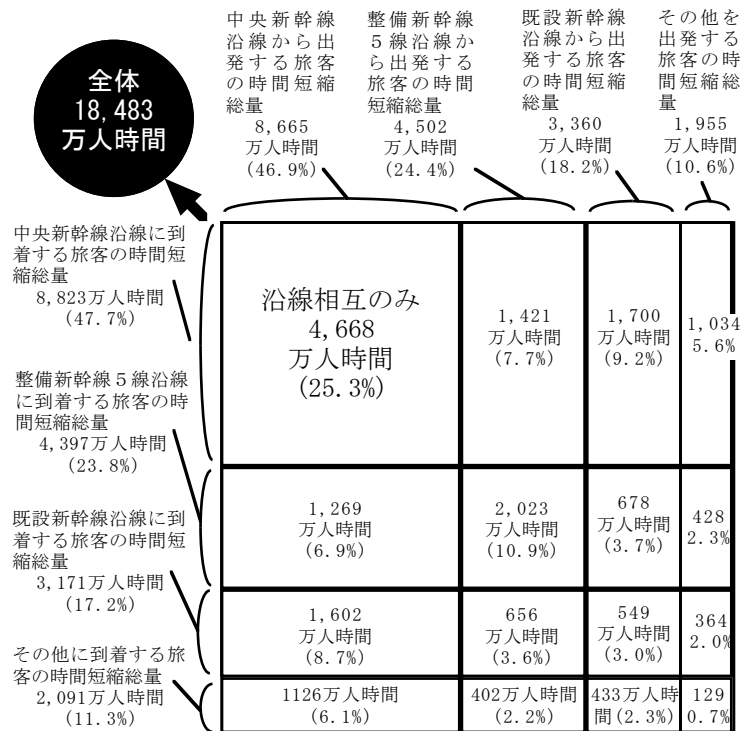 全体
18,483
万人時間
中央新幹線
沿線から出
発する旅客
の時間短縮
総量
8,665
万人時間
(46.9%)
整備新幹線
５線沿線か
ら出発する
旅客の時間
短縮総量
4,502
万人時間
(24.4%)
既設新幹線
沿線から出
発する旅客
の時間短縮
総量
3,360
万人時間
(18.2%)
その他を
出発する
旅客の時
間短縮総
量
1,955
万人時間
(10.6%)
中央新幹線沿線に到
着する旅客の時間短
縮総量
8,823万人時間
(47.7%)
沿線相互のみ
4,668
万人時間
(25.3%)
1,421
万人時間
(7.7%)
1,700
万人時間
(9.2%)
1,034
5.6%
整備新幹線５線沿線
に到着する旅客の時
間短縮総量
4,397万人時間
(23.8%)
1,269
万人時間
(6.9%)
2,023
万人時間
(10.9%)
678
万人時間
(3.7%)
428
2.3%
既設新幹線沿線に到
着する旅客の時間短
縮総量
3,171万人時間
(17.2%)
1,602
万人時間
(8.7%)
656
万人時間
(3.6%)
549
万人時間
(3.0%)
364
2.0%
その他に到着する旅
客の時間短縮総量
2,091万人時間
(11.3%)
1126万人時間
(6.1%)
402万人時間
(2.2%)
433万人時
間(2.3%)
129
0.7%